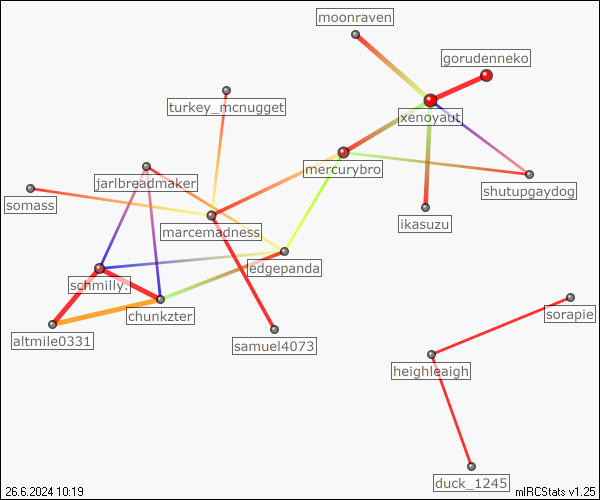 moonraven
gorudenneko
turkey_mcnugget
xenoyaut
mercurybro
jarlbreadmaker
shutupgaydog
somass
marcemadness
ikasuzu
edgepanda
schmilly.
sorapie
chunkzter
altmile0331
samuel4073
heighleaigh
duck_1245
26.6.2024 10:19
mIRCStats v1.25